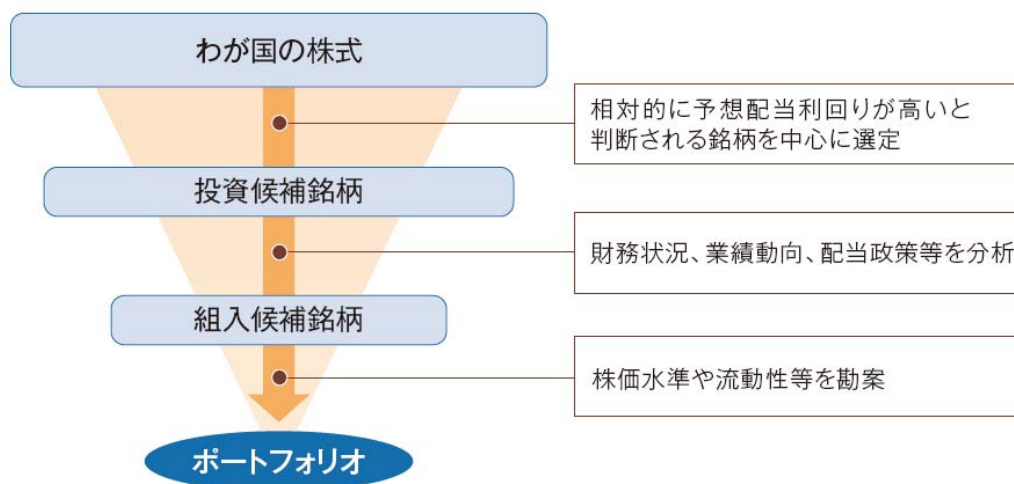 わが国の株式
相対的に予想配当利回りが高いと
判断される銘柄を中心に選定
投資候補銘柄
財務状況、業績動向、配当政策等を分析
組入候補銘柄
株価水準や流動性等を勘案
ポートフォリオ